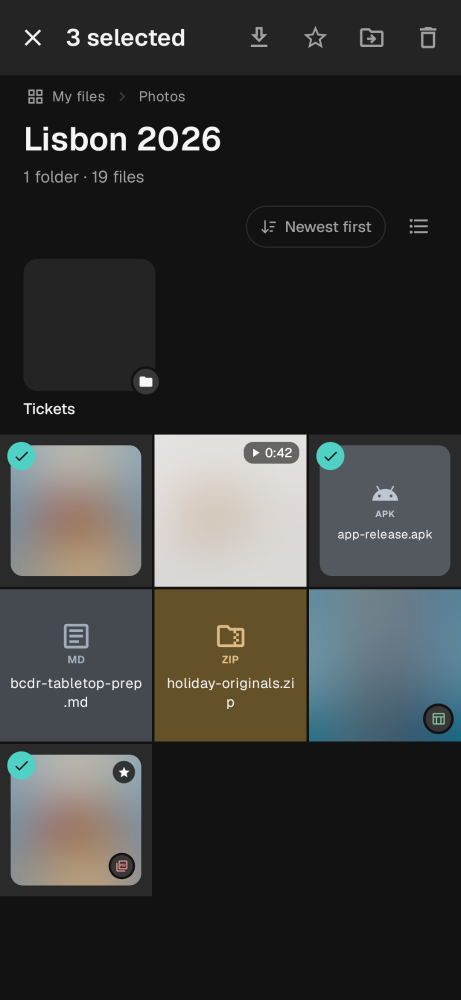 3 selected
My files > Photos
Lisbon 2026
1 folder · 19 files
Newest first
Tickets
0:42
APK
app-release.apk
MD
bcdr-tabletop-prep
.md
ZIP
holiday-originals.zi
p